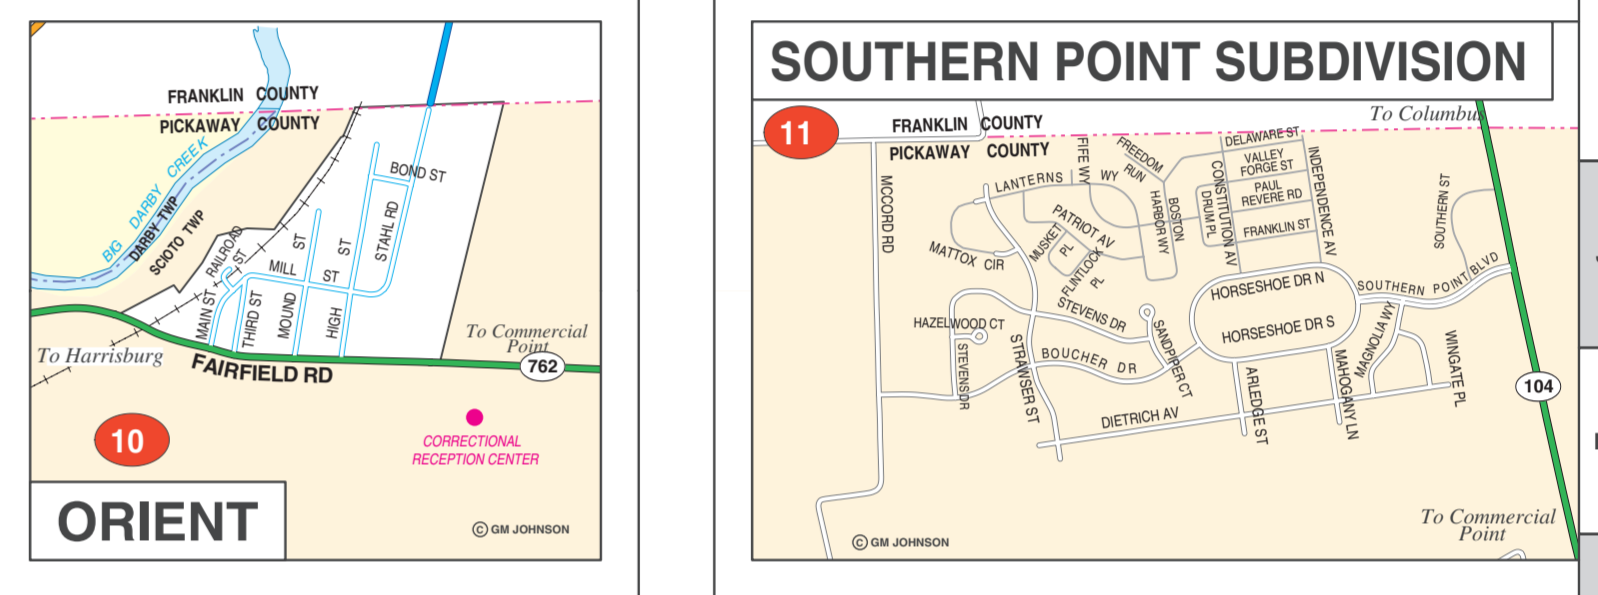 FRANKLIN COUNTY
PICKAWAY COUNTY
BIG DARBY CREEK
DARBY TWP
SCIOTO TWP
RAILROAD
ST
BOND ST
STAHL RD
ST
ST
MILL ST
MAIN ST
THIRD ST
MOUND
HIGH
To Harrisburg
FAIRFIELD RD
To Commercial
Point
762
10
CORRECTIONAL
RECEPTION CENTER
ORIENT
© GM JOHNSON
SOUTHERN POINT SUBDIVISION
11
FRANKLIN COUNTY
PICKAWAY COUNTY
To Columbus
MCCORD RD
LANTERNS WY
FIFE WY
FREEDOM
RUN
DELAWARE ST
VALLEY
FORGE ST
PAUL
REVERE RD
FRANKLIN ST
CONSTITUTION AV
DRUM PL
INDEPENDENCE AV
BOSTON
HARBOR WY
PATRIOT AV
MUSKET
PL
FLINTLOCK
PL
MATTOX CIR
SOUTHERN ST
SOUTHERN POINT BLVD
HORSESHOE DR N
HORSESHOE DR S
STEVENS DR
HAZELWOOD CT
STEVENS DR
STRAWSER ST
BOUCHER DR
SANDPIPER CT
MAGNOLIA WY
MAHOGANY LN
WINGATE PL
ARLEDGE ST
DIETRICH AV
104
To Commercial
Point
© GM JOHNSON